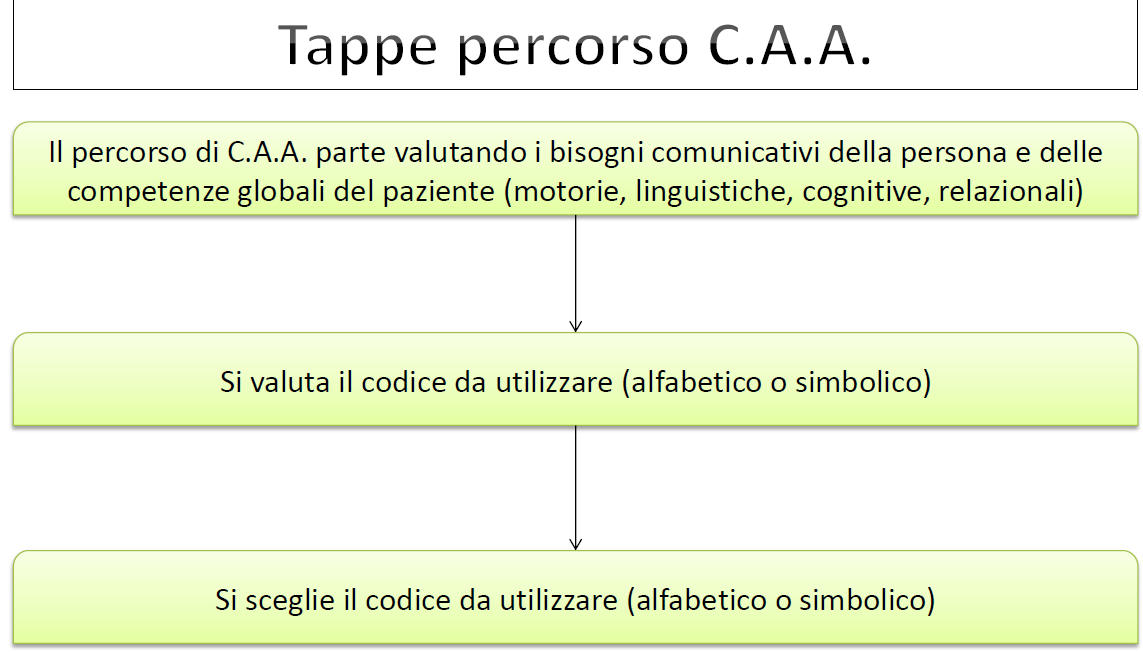 Tappe percorso C.A.A.
Il percorso di C.A.A. parte valutando i bisogni comunicativi della persona e delle
competenze globali del paziente (motorie, linguistiche, cognitive, relazionali)
Si valuta il codice da utilizzare (alfabetico o simbolico)
Si sceglie il codice da utilizzare (alfabetico o simbolico)